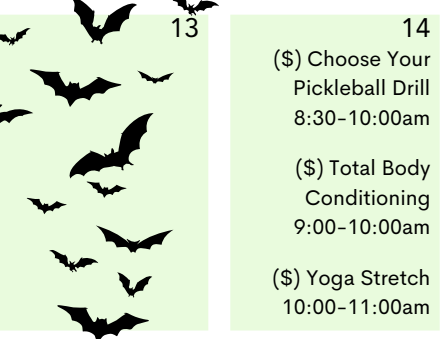 13
14
($) Choose Your
Pickleball Drill
8:30-10:00am
($) Total Body
Conditioning
9:00-10:00am
($) Yoga Stretch
10:00-11:00am